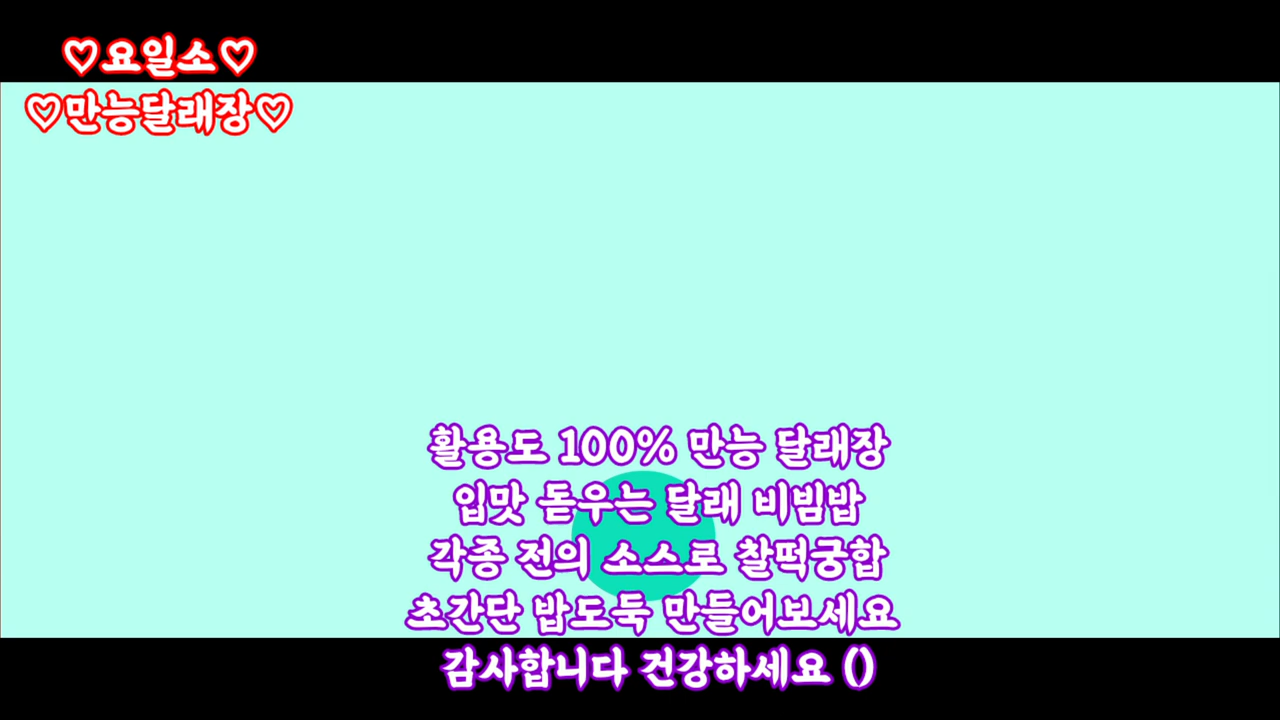 ♡요일소♡
♡만능달래장♡
활용도 100% 만능 달래장
입맛 돋우는 달래 비빔밥
각종 전의 소스로 찰떡궁합
초간단 밥도둑 만들어보세요
감사합니다 건강하세요 ()